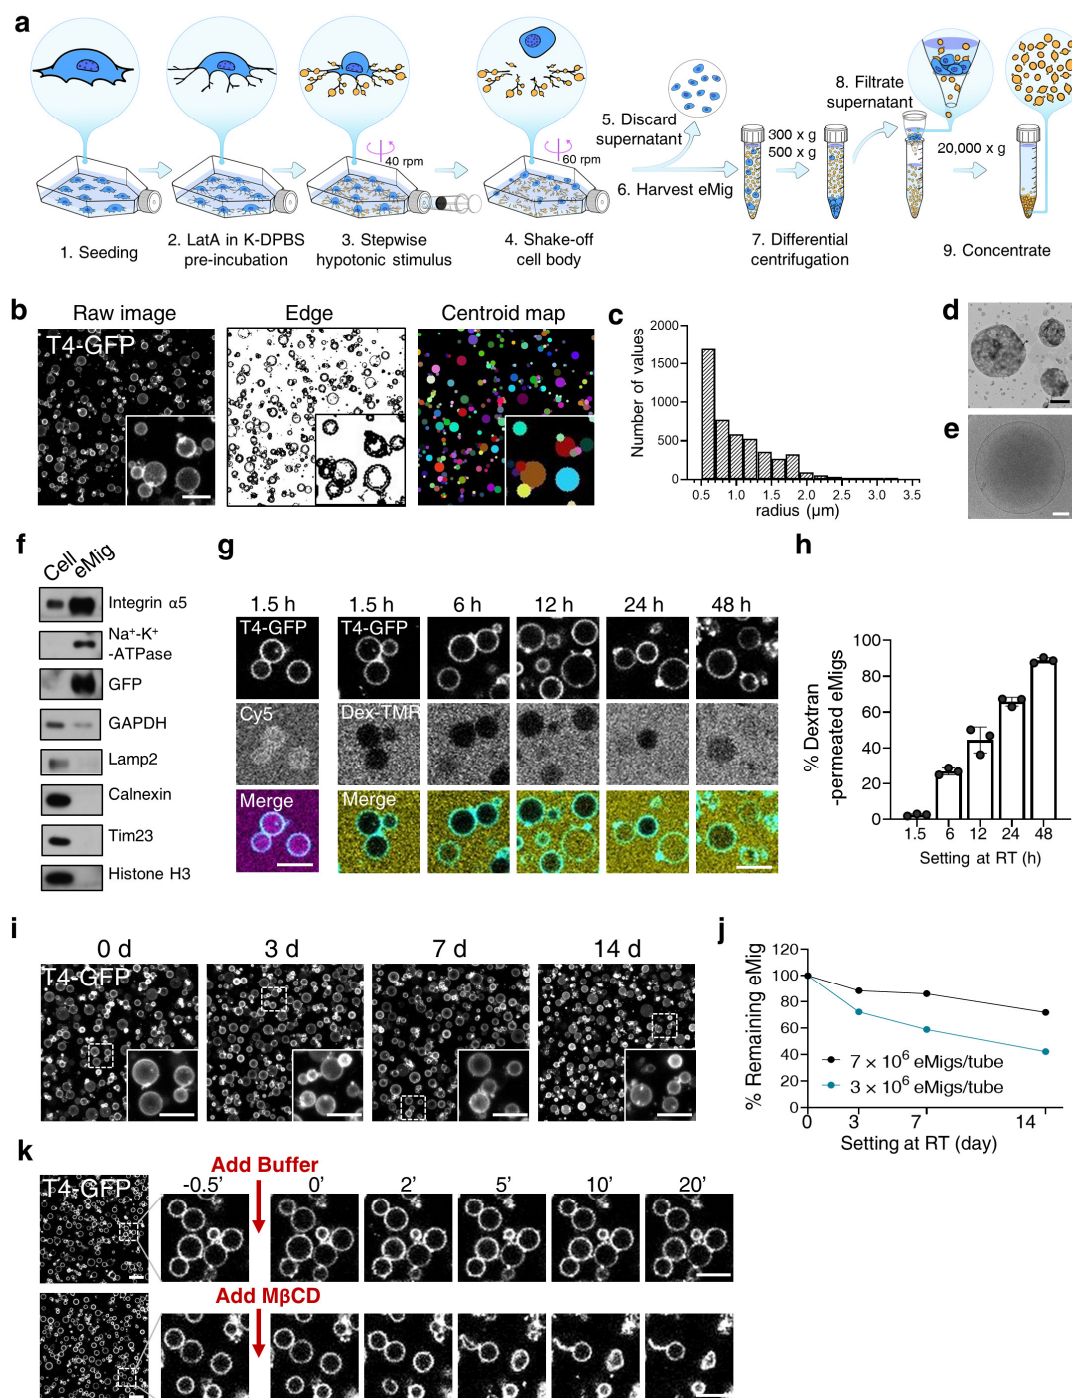 a
40 rpm
60 rpm
5. Discard
supernatant
6. Harvest eMig
300 x g
500 x g
8. Filtrate
supernatant
20,000 x g
1. Seeding
2. LatA in K-DPBS
pre-incubation
3. Stepwise
hypotonic stimulus
4. Shake-off
cell body
7. Differential
centrifugation
9. Concentrate
b
Raw image
Edge
Centroid map
T4-GFP
c
Number of values
2000
1500
1000
500
0
0.5 1.0 1.5 2.0 2.5 3.0 3.5
radius (μm)
d
e
f
Cell
eMig
Integrin α5
Na⁺-K⁺
-ATPase
GFP
GAPDH
Lamp2
Calnexin
Tim23
Histone H3
g
1.5 h
1.5 h
6 h
12 h
24 h
48 h
T4-GFP
T4-GFP
Cy5
Dex-TMR
Merge
Merge
h
% Dextran
-permeated eMigs
100
80
60
40
20
0
1.5 6 12 24 48
Setting at RT (h)
i
0 d
3 d
7 d
14 d
T4-GFP
j
% Remaining eMig
120
100
80
60
40
20
0
7 × 10⁶ eMigs/tube
3 × 10⁶ eMigs/tube
0 3 7 14
Setting at RT (day)
k
Add Buffer
T4-GFP
-0.5′ 0′ 2′ 5′ 10′ 20′
Add MβCD